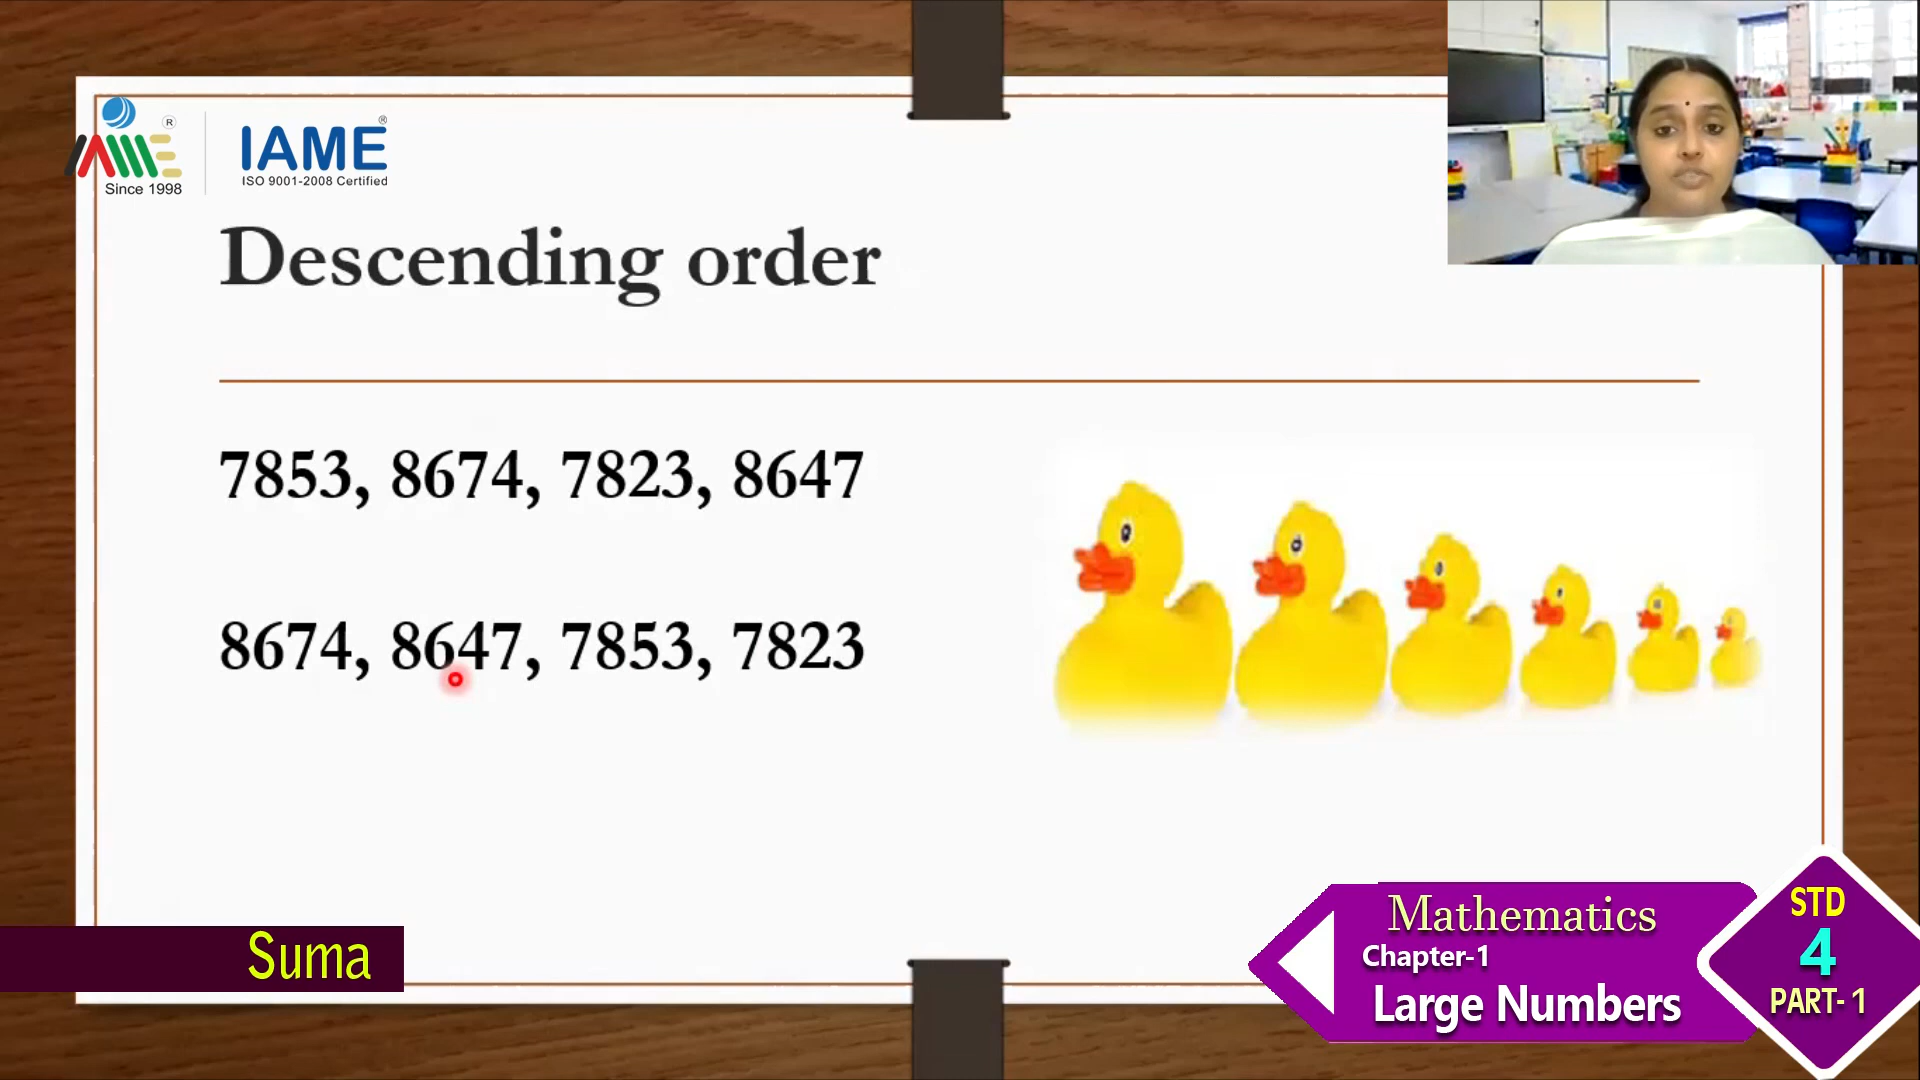 IAME ®
Since 1998
IAME ®
ISO 9001-2008 Certified
Descending order
7853, 8674, 7823, 8647
8674, 8647, 7853, 7823
Suma
Mathematics
Chapter-1
Large Numbers
STD
4
PART- 1